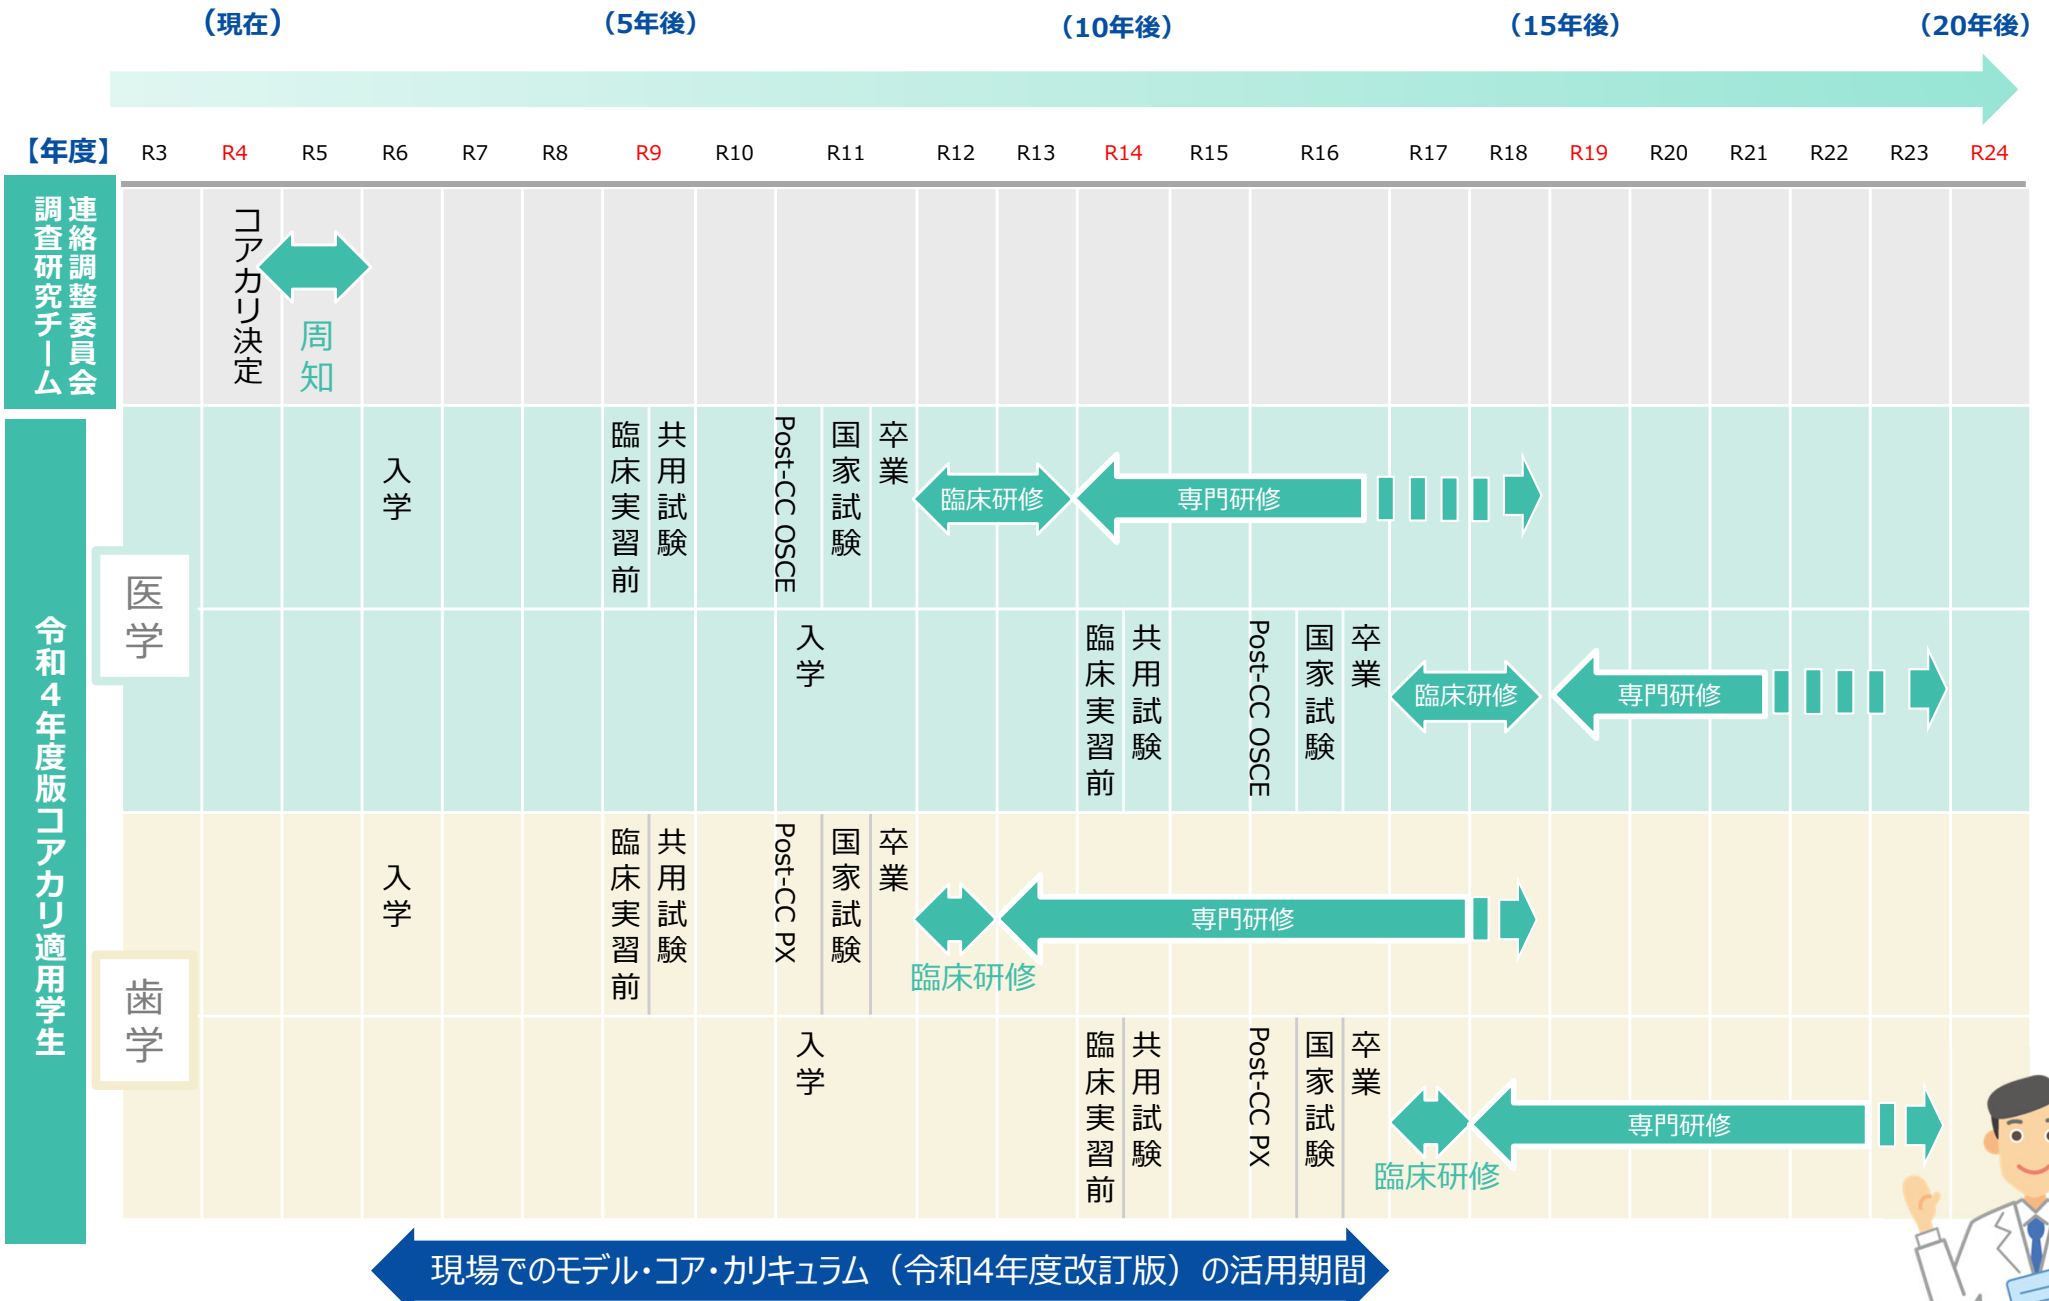 （現在）
（5年後）
（10年後）
（15年後）
（20年後）
【年度】 R3 R4 R5 R6 R7 R8 R9 R10 R11 R12 R13 R14 R15 R16 R17 R18 R19 R20 R21 R22 R23 R24
連絡調整委員会
調査研究チーム
コアカリ決定
周知
令和４年度版コアカリ適用学生
医学
入学
臨床実習前
共用試験
Post-CC OSCE
国家試験
卒業
臨床研修
専門研修
入学
臨床実習前
共用試験
Post-CC OSCE
国家試験
卒業
臨床研修
専門研修
歯学
入学
臨床実習前
共用試験
Post-CC PX
国家試験
卒業
臨床研修
専門研修
入学
臨床実習前
共用試験
Post-CC PX
国家試験
卒業
臨床研修
専門研修
現場でのモデル・コア・カリキュラム（令和4年度改訂版）の活用期間